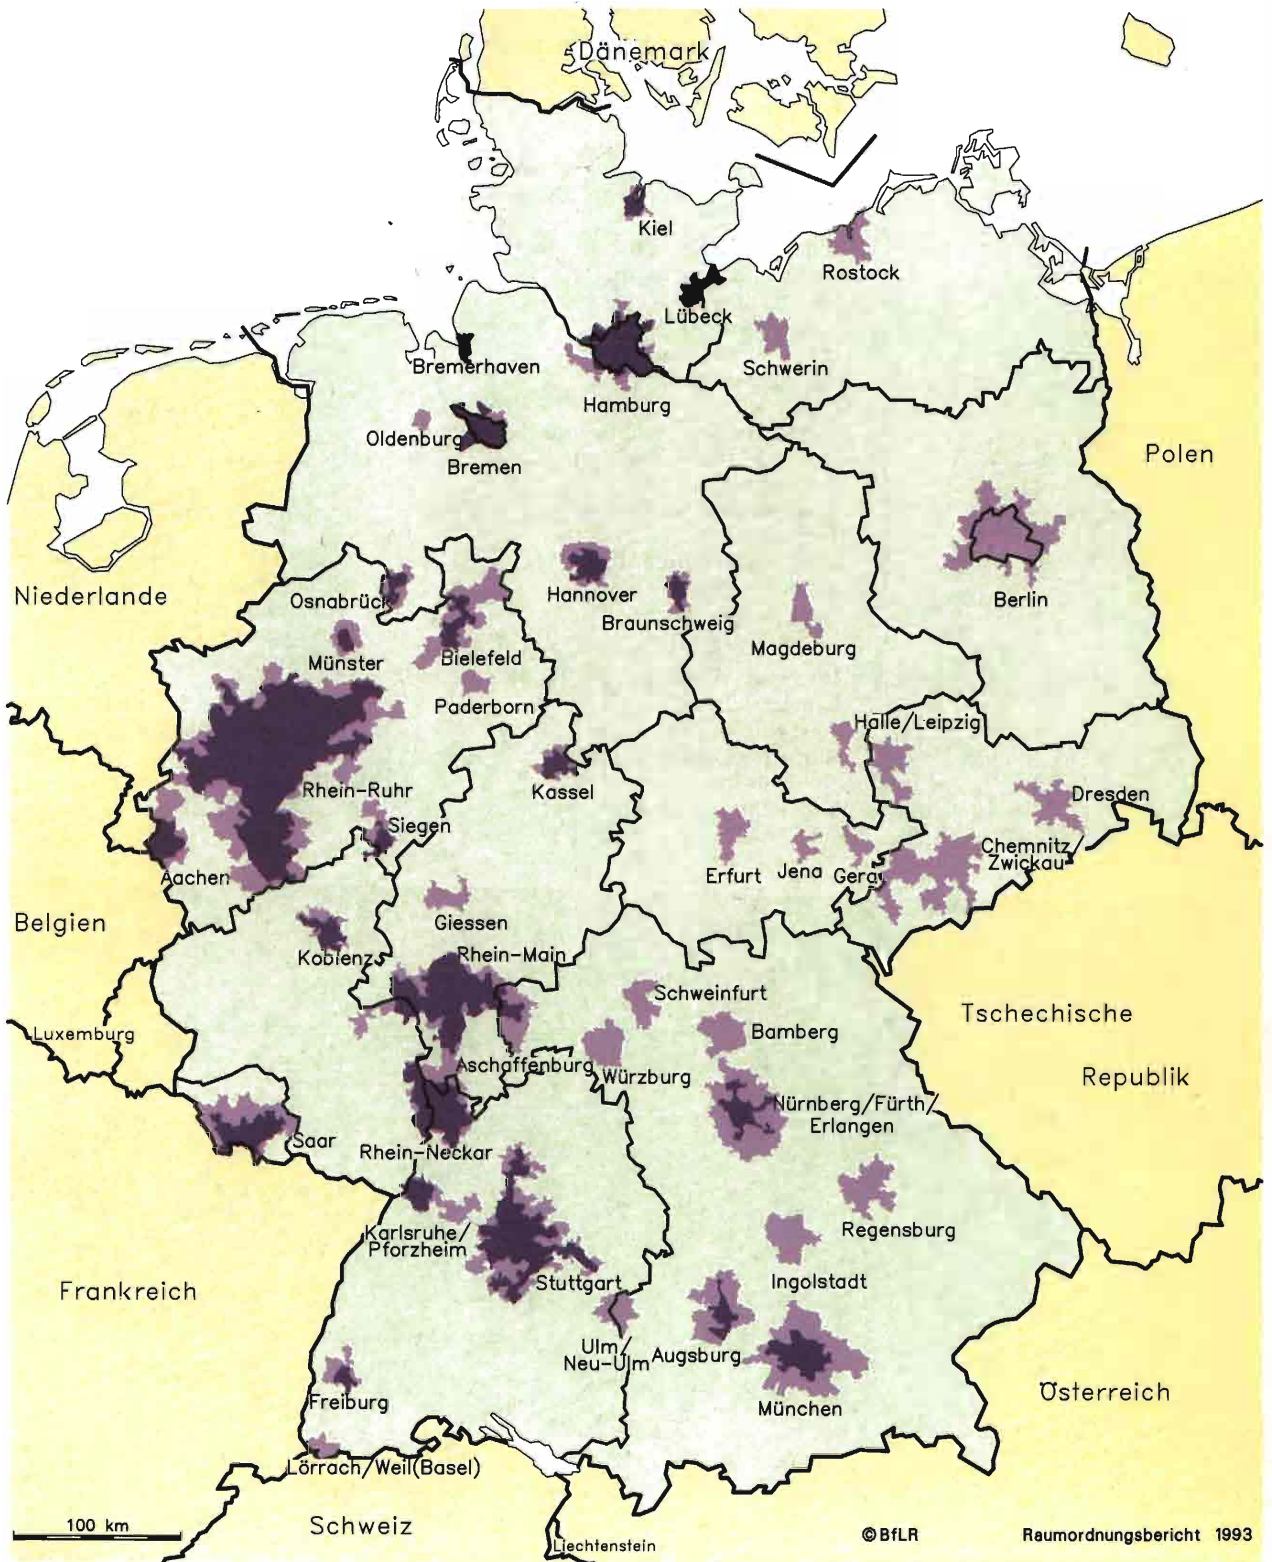 Dänemark
Kiel
Rostock
Lübeck
Schwerin
Bremerhaven
Hamburg
Oldenburg
Bremen
Polen
Niederlande
Osnabrück
Hannover
Braunschweig
Berlin
Münster
Bielefeld
Magdeburg
Paderborn
Halle/Leipzig
Rhein-Ruhr
Kassel
Dresden
Siegen
Chemnitz/
Zwickau
Aachen
Erfurt
Jena
Gera
Belgien
Giessen
Koblenz
Rhein-Main
Schweinfurt
Tschechische
Republik
Luxemburg
Bamberg
Aschaffenburg
Würzburg
Nürnberg/Fürth/
Erlangen
Saar
Rhein-Neckar
Karlsruhe/
Pforzheim
Regensburg
Stuttgart
Ingolstadt
Frankreich
Ulm/
Neu-Ulm
Augsburg
München
Österreich
Freiburg
Lörrach/Weil(Basel)
Schweiz
Liechtenstein
100 km
©BfLR
Raumordnungsbericht 1993